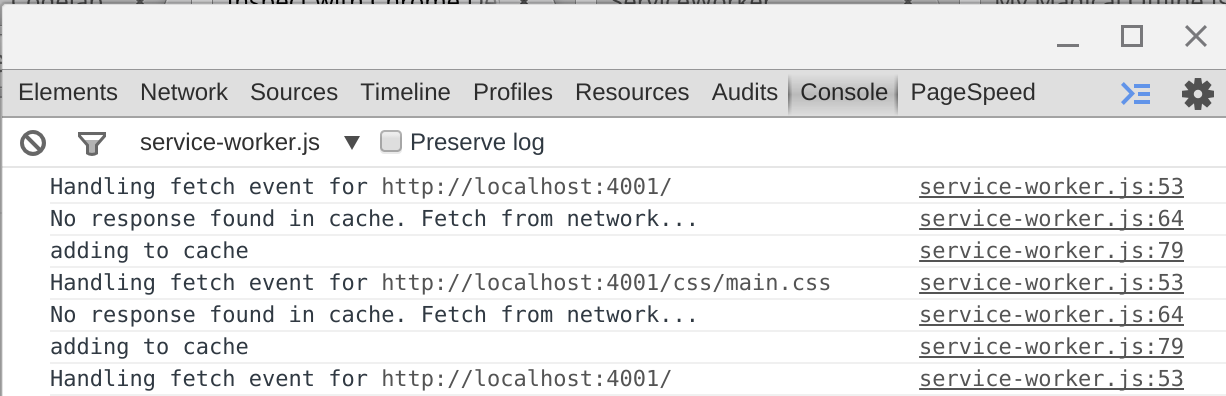 Elements Network Sources Timeline Profiles Resources Audits Console PageSpeed
service-worker.js ▼ Preserve log
Handling fetch event for http://localhost:4001/ service-worker.js:53
No response found in cache. Fetch from network... service-worker.js:64
adding to cache service-worker.js:79
Handling fetch event for http://localhost:4001/css/main.css service-worker.js:53
No response found in cache. Fetch from network... service-worker.js:64
adding to cache service-worker.js:79
Handling fetch event for http://localhost:4001/ service-worker.js:53